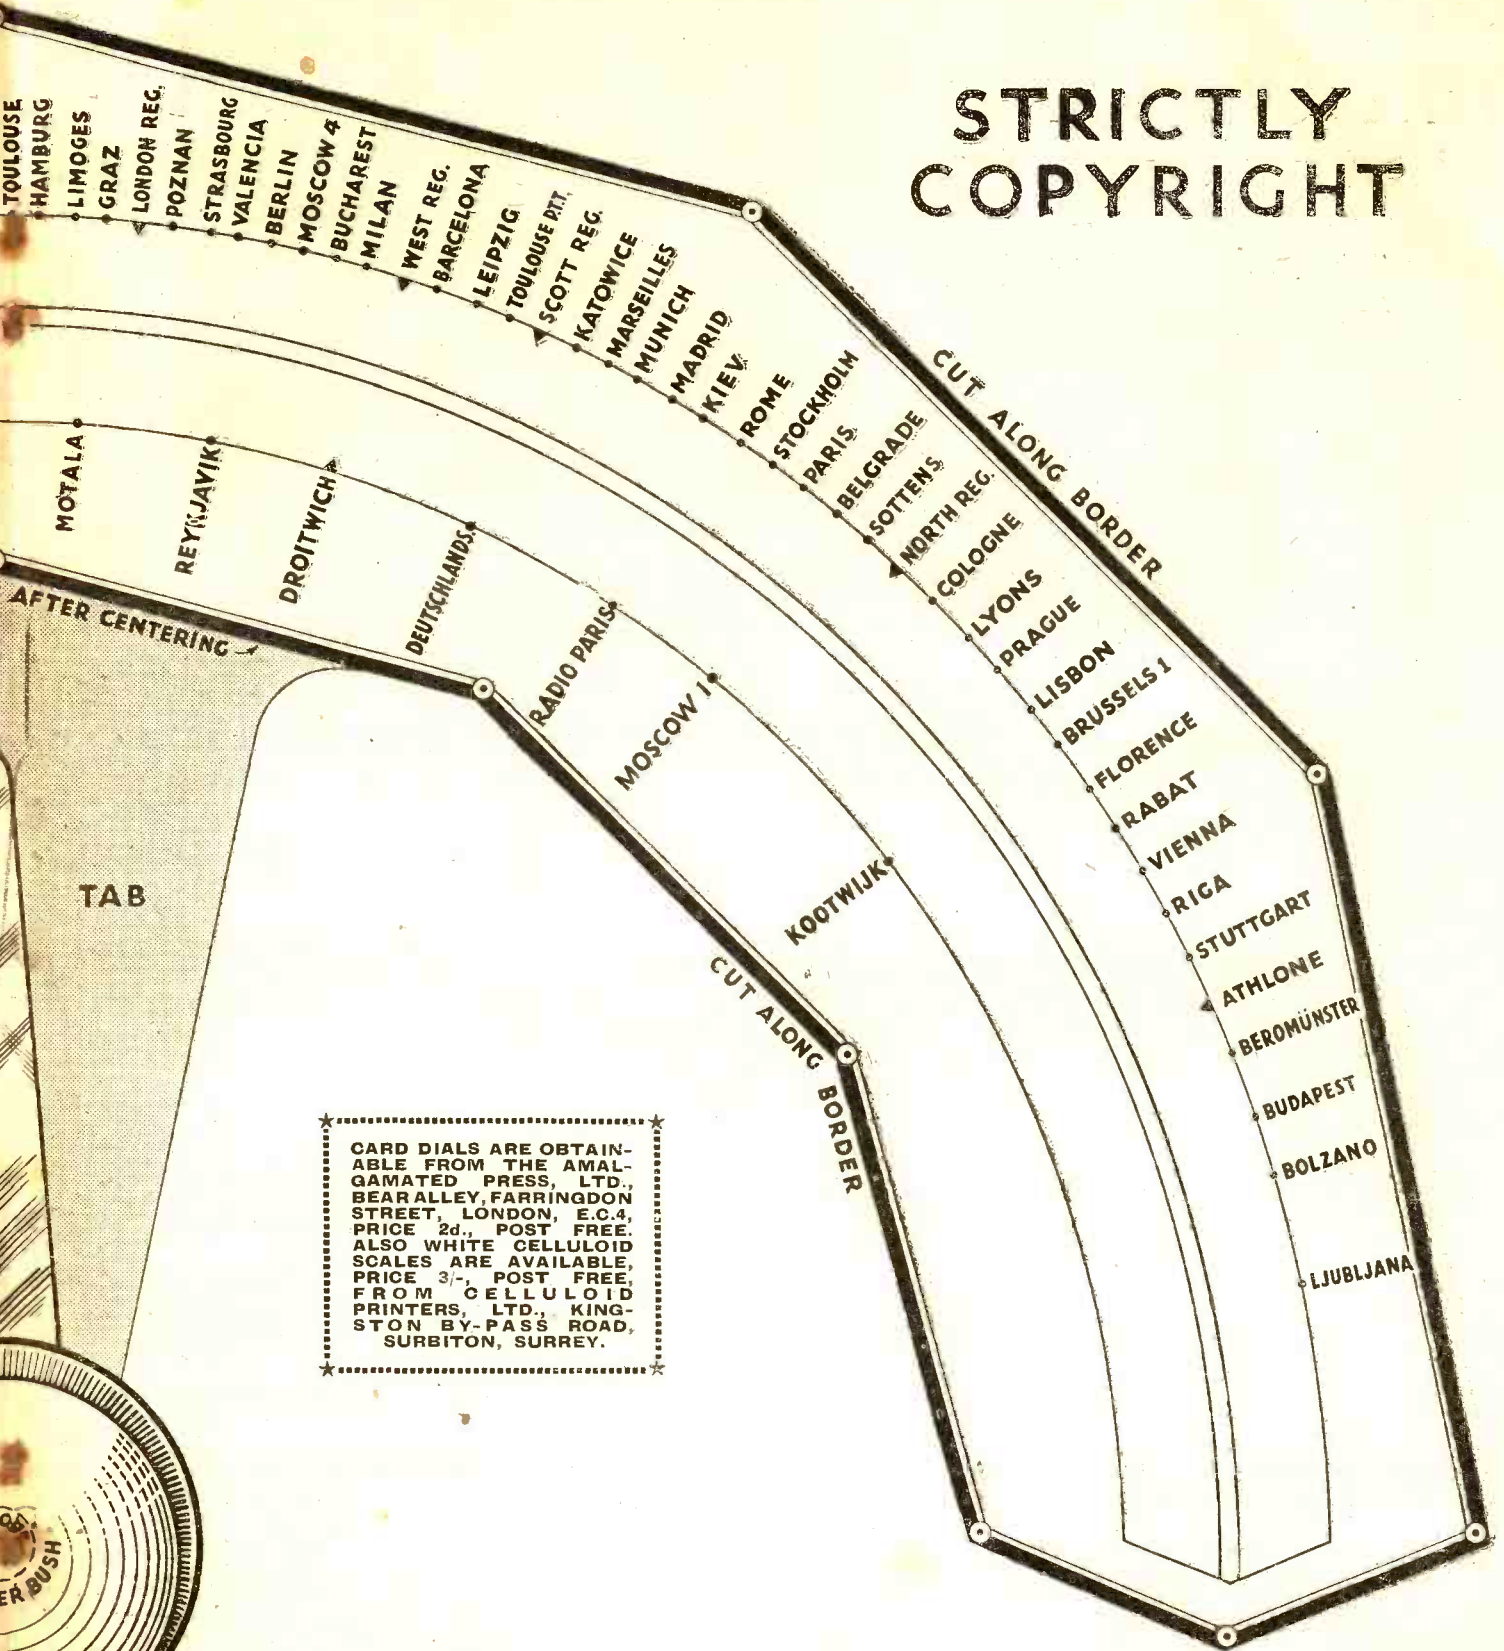 STRICTLY
COPYRIGHT
TOULOUSE
HAMBURG
LIMOGES
GRAZ
LONDON REG.
POZNAN
STRASBOURG
VALENCIA
BERLIN
MOSCOW 4
BUCHAREST
MILAN
WEST REG.
BARCELONA
LEIPZIG
TOULOUSE P.T.T.
SCOTT REG.
KATOWICE
MARSEILLES
MUNICH
MADRID
KIEV
ROME
STOCKHOLM
PARIS
BELGRADE
SOTTENS
NORTH REG.
COLOGNE
LYONS
PRAGUE
LISBON
BRUSSELS 1
FLORENCE
RABAT
VIENNA
RIGA
STUTTGART
ATHLONE
BEROMÜNSTER
BUDAPEST
BOLZANO
LJUBLJANA
CUT ALONG BORDER
MOTALA
REYKJAVIK
DROITWICH
DEUTSCHLANDS.
RADIO PARIS
MOSCOW 1
KOOTWIJK
AFTER CENTERING
CUT ALONG BORDER
TAB
CARD DIALS ARE OBTAIN-
ABLE FROM THE AMAL-
GAMATED PRESS, LTD.,
BEAR ALLEY, FARRINGDON
STREET, LONDON, E.C.4,
PRICE 2d., POST FREE.
ALSO WHITE CELLULOID
SCALES ARE AVAILABLE,
PRICE 3/-, POST FREE,
FROM CELLULOID
PRINTERS, LTD., KING-
STON BY-PASS ROAD,
SURBITON, SURREY.
BUSH